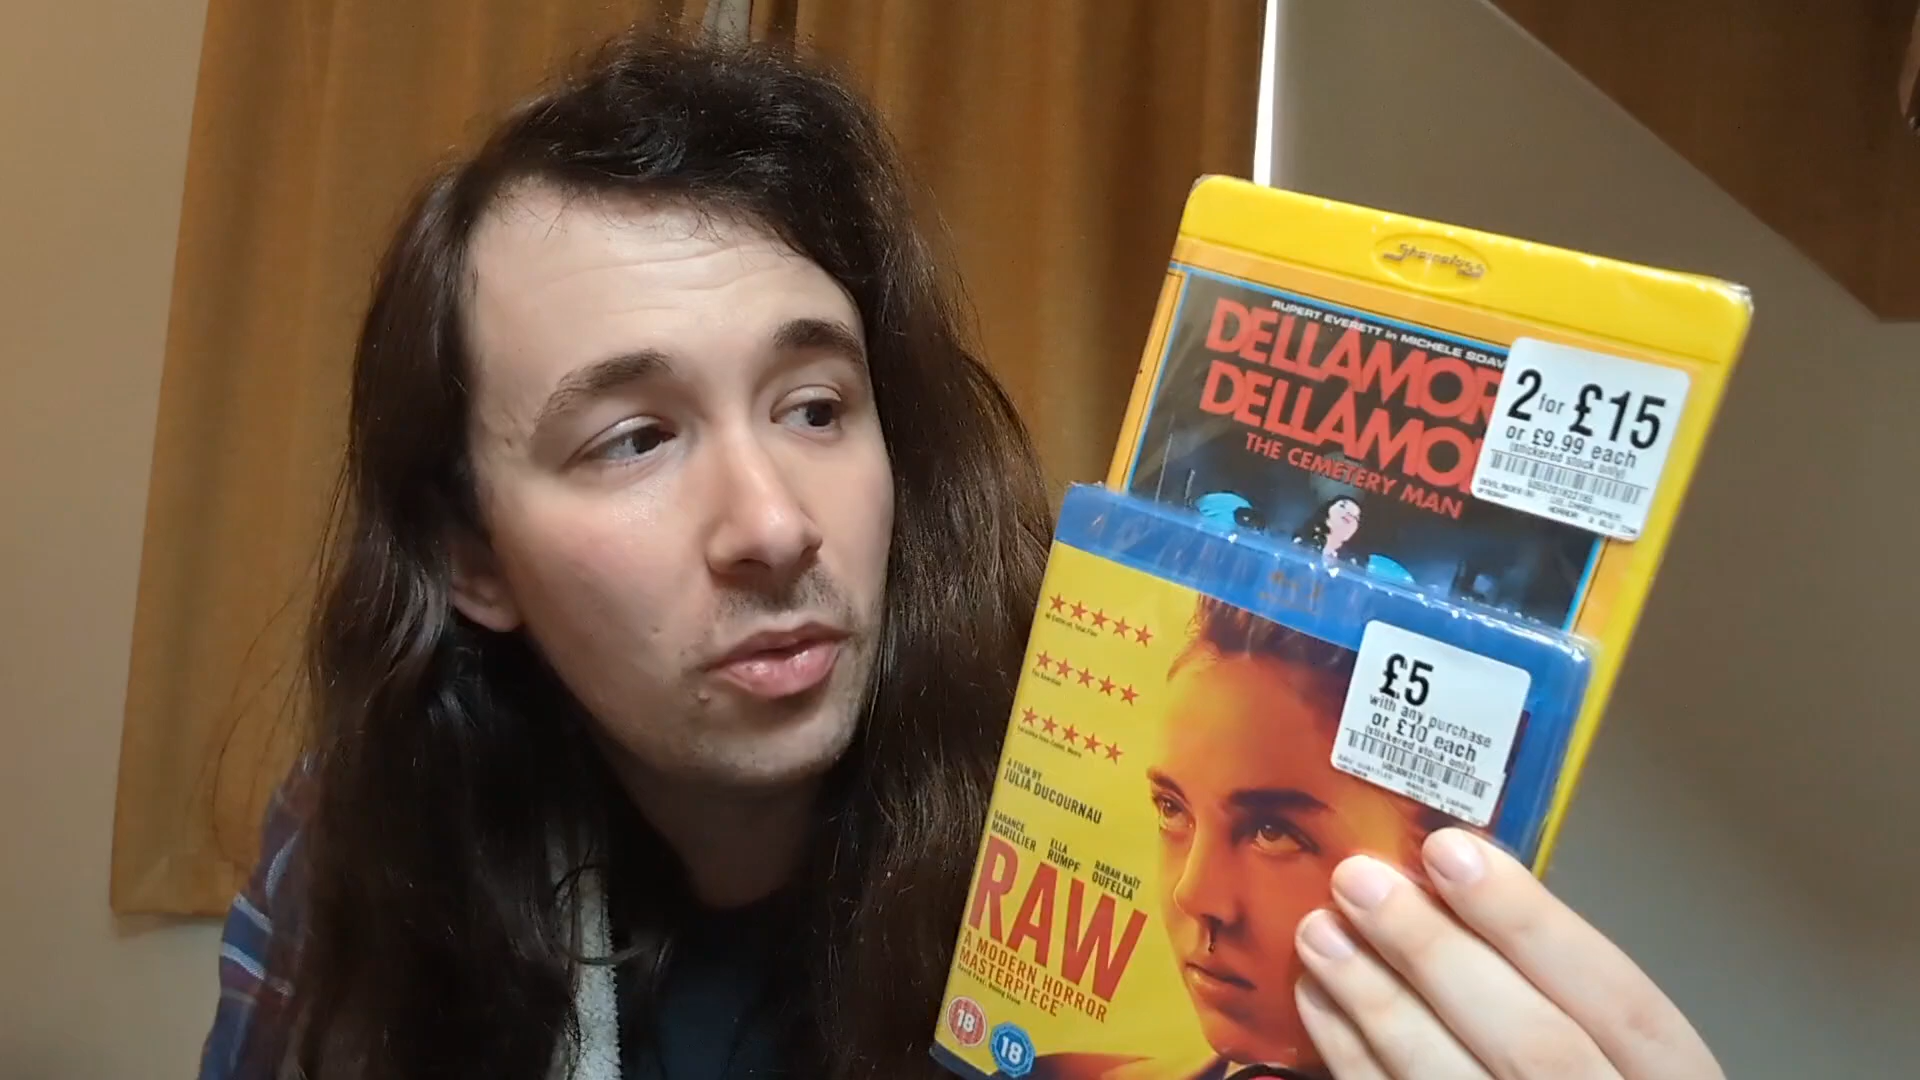 Shameless
RUPERT EVERETT in MICHELE SOAV
DELLAMOR
DELLAMO
THE CEMETERY MAN
2 for £15
or £9.99 each
(stickered stock only)
HORROR
£5
with any purchase
or £10 each
(stickered stock only)
A FILM BY
JULIA DUCOURNAU
GARANCE
MARILLIER
ELLA
RUMPF
RABAH NAÏT
OUFELLA
RAW
A MODERN HORROR
MASTERPIECE'
18
18